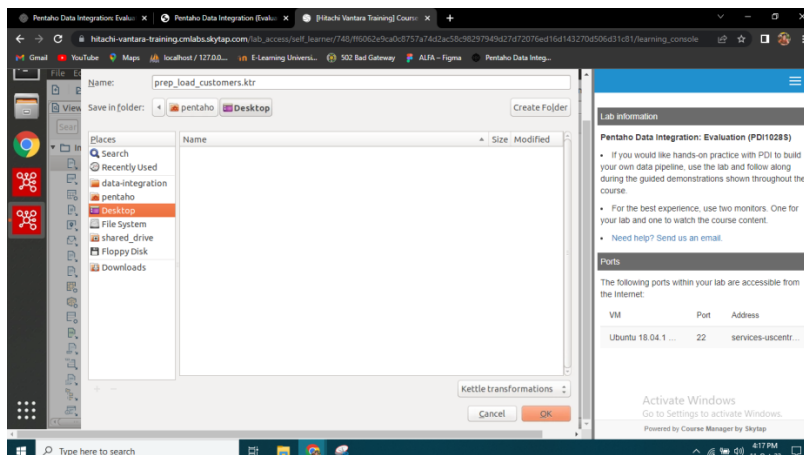 Pentaho Data Integration: Evalua
Pentaho Data Integration (Evalua
[Hitachi Vantara Training] Course
hitachi-vantara-training.cmlabs.skytap.com/lab_access/self_learner/748/ff6062e9ca0c8757a74d2ac58c98297949d27d72076ed16d143270d506d31c81/learning_console
Gmail
YouTube
Maps
localhost / 127.0.0...
E-Learning Universi...
502 Bad Gateway
ALFA – Figma
Pentaho Data Integ...
File
View
Name:
prep_load_customers.ktr
Save in folder:
pentaho
Desktop
Create Folder
Places
Search
Recently Used
data-integration
pentaho
Desktop
File System
shared_drive
Floppy Disk
Downloads
Name
Size
Modified
Kettle transformations
Cancel
OK
Lab information
Pentaho Data Integration: Evaluation (PDI1028S)
• If you would like hands-on practice with PDI to build
your own data pipeline, use the lab and follow along
during the guided demonstrations shown throughout the
course.
• For the best experience, use two monitors. One for
your lab and one to watch the course content.
• Need help? Send us an email.
Ports
The following ports within your lab are accessible from
the Internet:
VM Port Address
Ubuntu 18.04.1 ... 22 services-uscentr...
Activate Windows
Go to Settings to activate Windows.
Powered by Course Manager by Skytap
Type here to search
4:17 PM